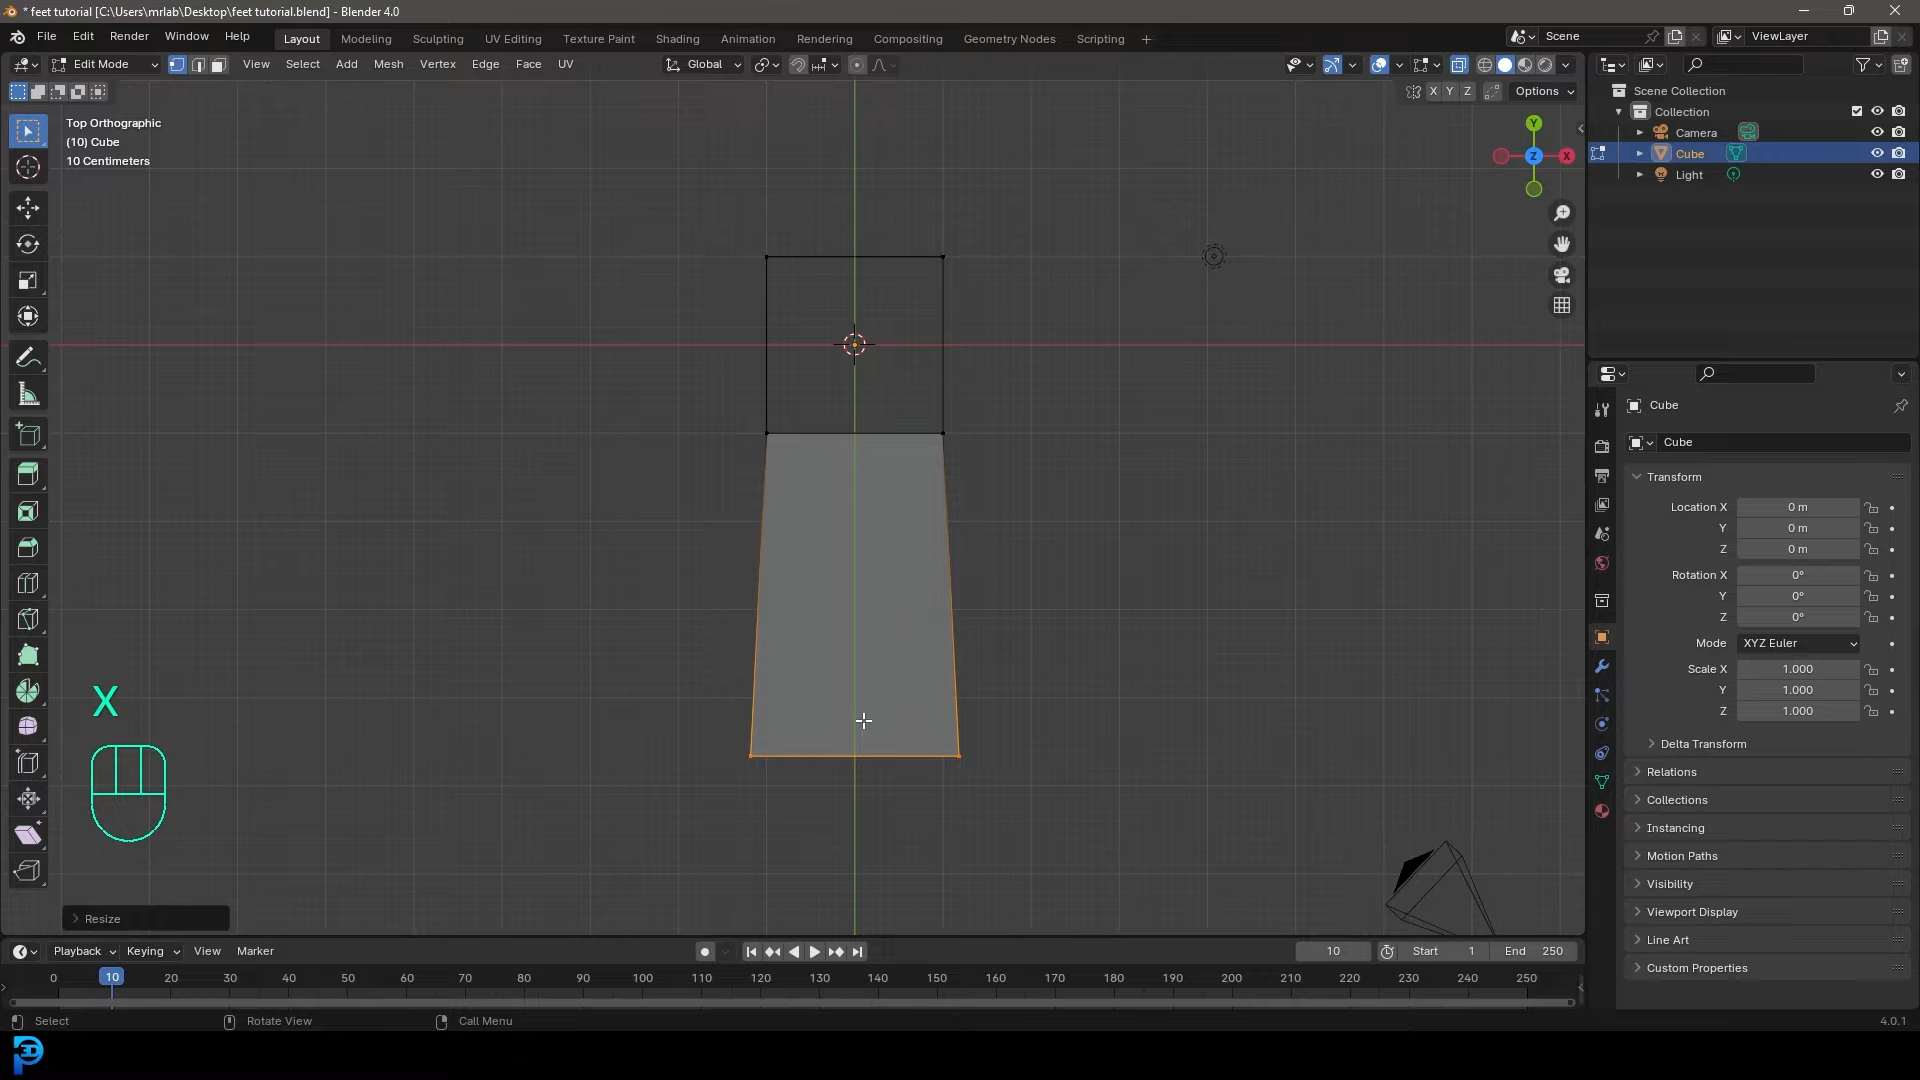 * feet tutorial [C:\Users\mrlab\Desktop\feet tutorial.blend] - Blender 4.0
File Edit Render Window Help Layout Modeling Sculpting UV Editing Texture Paint Shading Animation Rendering Compositing Geometry Nodes Scripting + Scene ViewLayer
Edit Mode View Select Add Mesh Vertex Edge Face UV Global
X Y Z Options
Top Orthographic
(10) Cube
10 Centimeters
Y
Z X
X
Resize
Scene Collection
Collection
Camera
Cube
Light
Cube
Cube
Transform
Location X 0 m
Y 0 m
Z 0 m
Rotation X 0°
Y 0°
Z 0°
Mode XYZ Euler
Scale X 1.000
Y 1.000
Z 1.000
Delta Transform
Relations
Collections
Instancing
Motion Paths
Visibility
Viewport Display
Line Art
Custom Properties
Playback Keying View Marker 10 Start 1 End 250
0 10 20 30 40 50 60 70 80 90 100 110 120 130 140 150 160 170 180 190 200 210 220 230 240 250
Select Rotate View Call Menu 4.0.1
3D